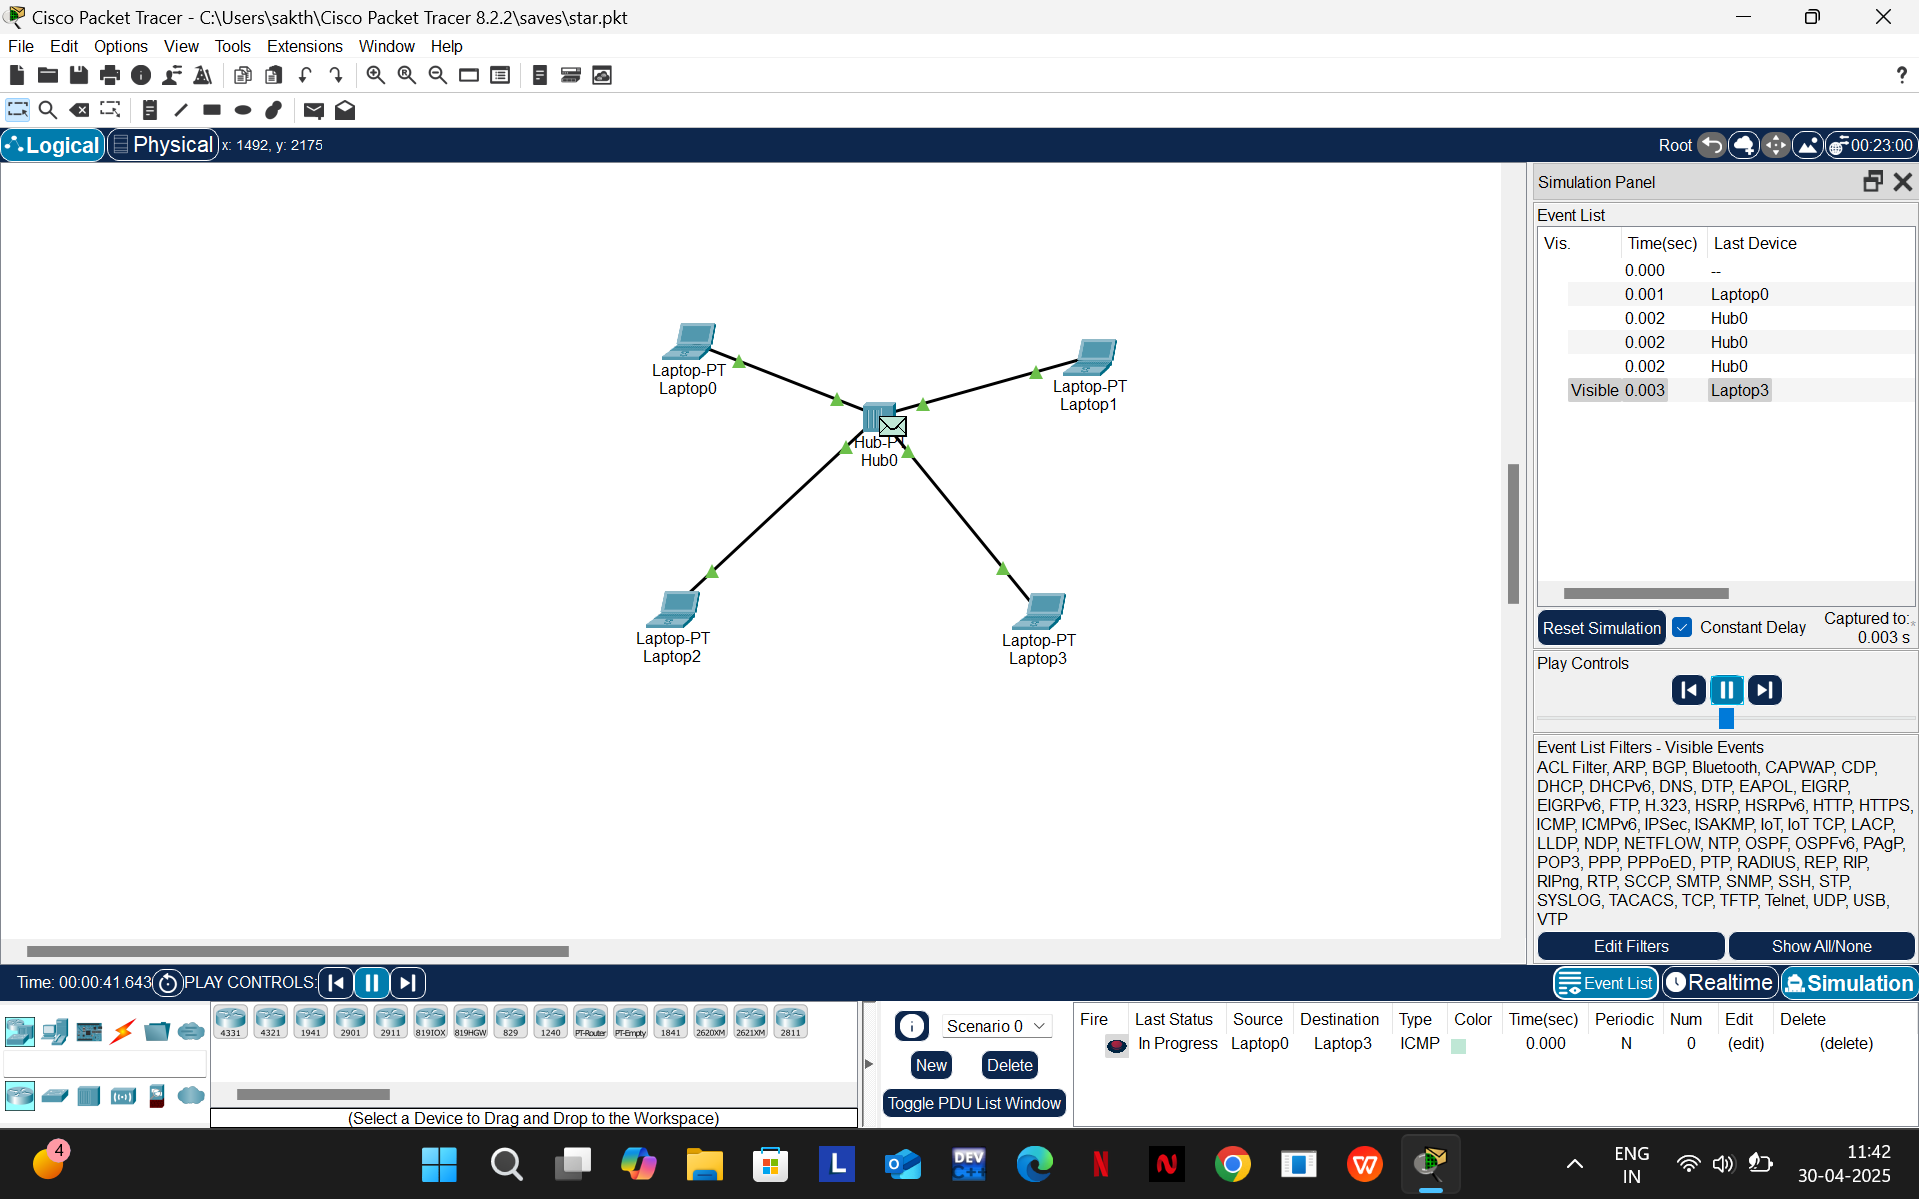 Cisco Packet Tracer - C:\Users\sakth\Cisco Packet Tracer 8.2.2\saves\star.pkt
File Edit Options View Tools Extensions Window Help
?
Logical Physical x: 1492, y: 2175 Root 00:23:00
Simulation Panel
Event List
Vis. Time(sec) Last Device
0.000 --
0.001 Laptop0
0.002 Hub0
0.002 Hub0
0.002 Hub0
Visible 0.003 Laptop3
Laptop-PT
Laptop0
Laptop-PT
Laptop1
Hub-PT
Hub0
Laptop-PT
Laptop2
Laptop-PT
Laptop3
Reset Simulation Constant Delay Captured to:
0.003 s
Play Controls
Event List Filters - Visible Events
ACL Filter, ARP, BGP, Bluetooth, CAPWAP, CDP,
DHCP, DHCPv6, DNS, DTP, EAPOL, EIGRP,
EIGRPv6, FTP, H.323, HSRP, HSRPv6, HTTP, HTTPS,
ICMP, ICMPv6, IPSec, ISAKMP, IoT, IoT TCP, LACP,
LLDP, NDP, NETFLOW, NTP, OSPF, OSPFv6, PAgP,
POP3, PPP, PPPoED, PTP, RADIUS, REP, RIP,
RIPng, RTP, SCCP, SMTP, SNMP, SSH, STP,
SYSLOG, TACACS, TCP, TFTP, Telnet, UDP, USB,
VTP
Edit Filters Show All/None
Time: 00:00:41.643 PLAY CONTROLS: Event List Realtime Simulation
4331 4321 1941 2901 2911 819IOX 819HGW 829 1240 PT-Router PT-Empty 1841 2620XM 2621XM 2811
(Select a Device to Drag and Drop to the Workspace)
Scenario 0
New Delete
Toggle PDU List Window
Fire Last Status Source Destination Type Color Time(sec) Periodic Num Edit Delete
In Progress Laptop0 Laptop3 ICMP 0.000 N 0 (edit) (delete)
4
L
DEV
C++
N
N
W
ENG
IN
11:42
30-04-2025